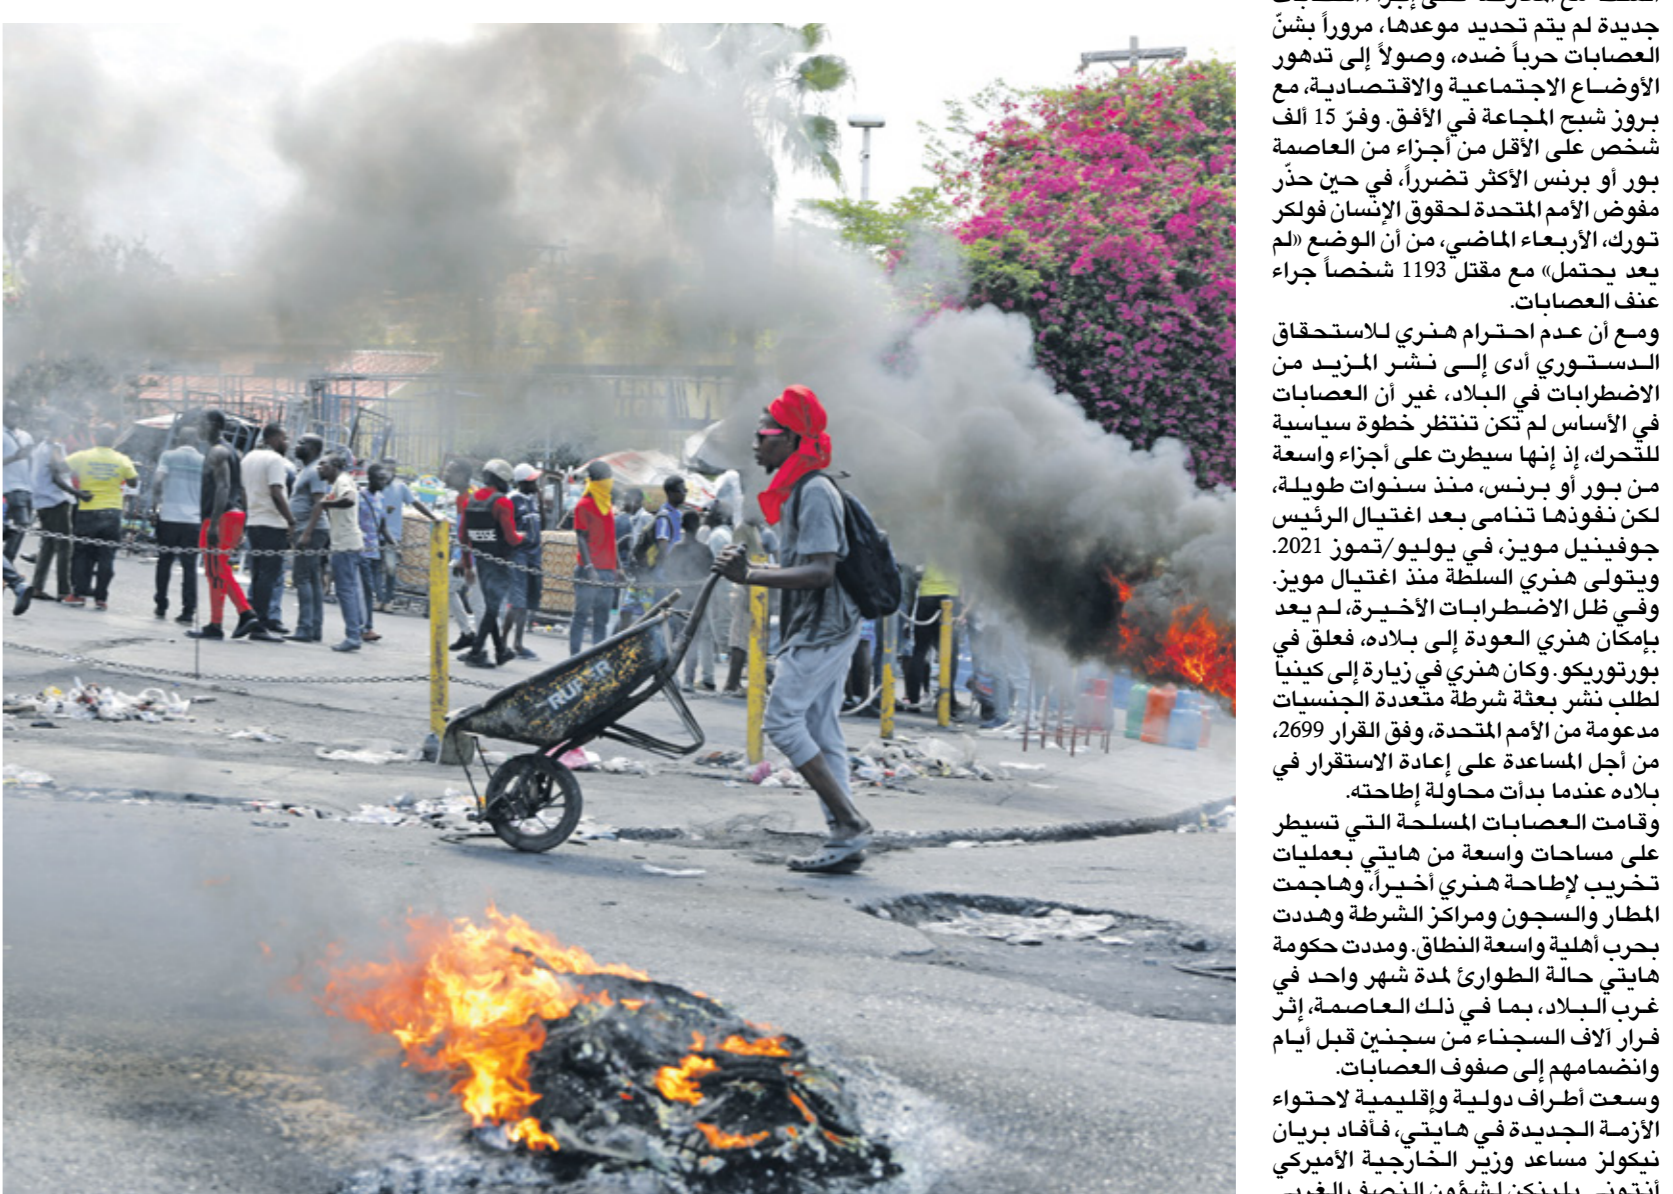 جديدة لم يتم تحديد موعدها، مروراً بشنّ
العصابات حرباً ضده، وصولاً إلى تدهور
الأوضاع الاجتماعية والاقتصادية، مع
بروز شبح المجاعة في الأفق. وفرّ 15 ألف
شخص على الأقل من أجزاء من العاصمة
بور أو برنس الأكثر تضرراً، في حين حذّر
مفوض الأمم المتحدة لحقوق الإنسان فولكر
تورك، الأربعاء الماضي، من أن الوضع «لم
يعد يحتمل» مع مقتل 1193 شخصاً جراء
عنف العصابات.
ومع أن عدم احترام هنري للاستحقاق
الدستوري أدى إلى نشر المزيد من
الاضطرابات في البلاد، غير أن العصابات
في الأساس لم تكن تنتظر خطوة سياسية
للتحرك، إذ إنها سيطرت على أجزاء واسعة
من بور أو برنس، منذ سنوات طويلة،
لكن نفوذها تنامى بعد اغتيال الرئيس
جوفينيل مويز، في يوليو/تموز 2021.
ويتولى هنري السلطة منذ اغتيال مويز.
وفي ظل الاضطرابات الأخيرة، لم يعد
بإمكان هنري العودة إلى بلاده، فعلق في
بورتوريكو. وكان هنري في زيارة إلى كينيا
لطلب نشر بعثة شرطة متعددة الجنسيات
مدعومة من الأمم المتحدة، وفق القرار 2699،
من أجل المساعدة على إعادة الاستقرار في
بلاده عندما بدأت محاولة إطاحته.
وقامت العصابات المسلحة التي تسيطر
على مساحات واسعة من هايتي بعمليات
تخريب لإطاحة هنري أخيراً، وهاجمت
المطار والسجون ومراكز الشرطة وهددت
بحرب أهلية واسعة النطاق. ومددت حكومة
هايتي حالة الطوارئ لمدة شهر واحد في
غرب البلاد، بما في ذلك العاصمة، إثر
فرار آلاف السجناء من سجنين قبل أيام
وانضمامهم إلى صفوف العصابات.
وسعت أطراف دولية وإقليمية لاحتواء
الأزمة الجديدة في هايتي، فأفاد بريان
نيكولز مساعد وزير الخارجية الأميركي
أنتوني بلينكن لشؤون النصف الغربي